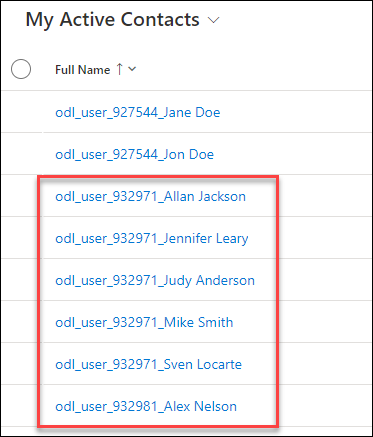 My Active Contacts
Full Name
odl_user_927544_Jane Doe
odl_user_927544_Jon Doe
odl_user_932971_Allan Jackson
odl_user_932971_Jennifer Leary
odl_user_932971_Judy Anderson
odl_user_932971_Mike Smith
odl_user_932971_Sven Locarte
odl_user_932981_Alex Nelson